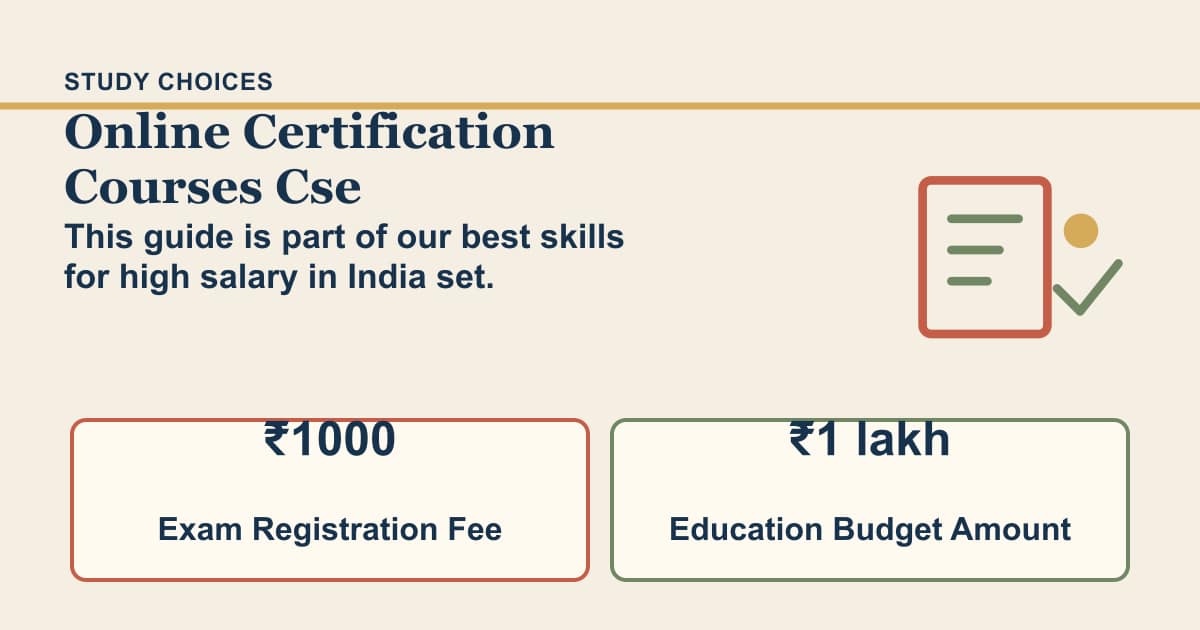 STUDY CHOICES
Online Certification
Courses Cse
This guide is part of our best skills
for high salary in India set.
₹1000
Exam Registration Fee
₹1 lakh
Education Budget Amount